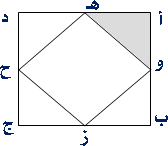 أ هـ د
و ح
ب ز ج